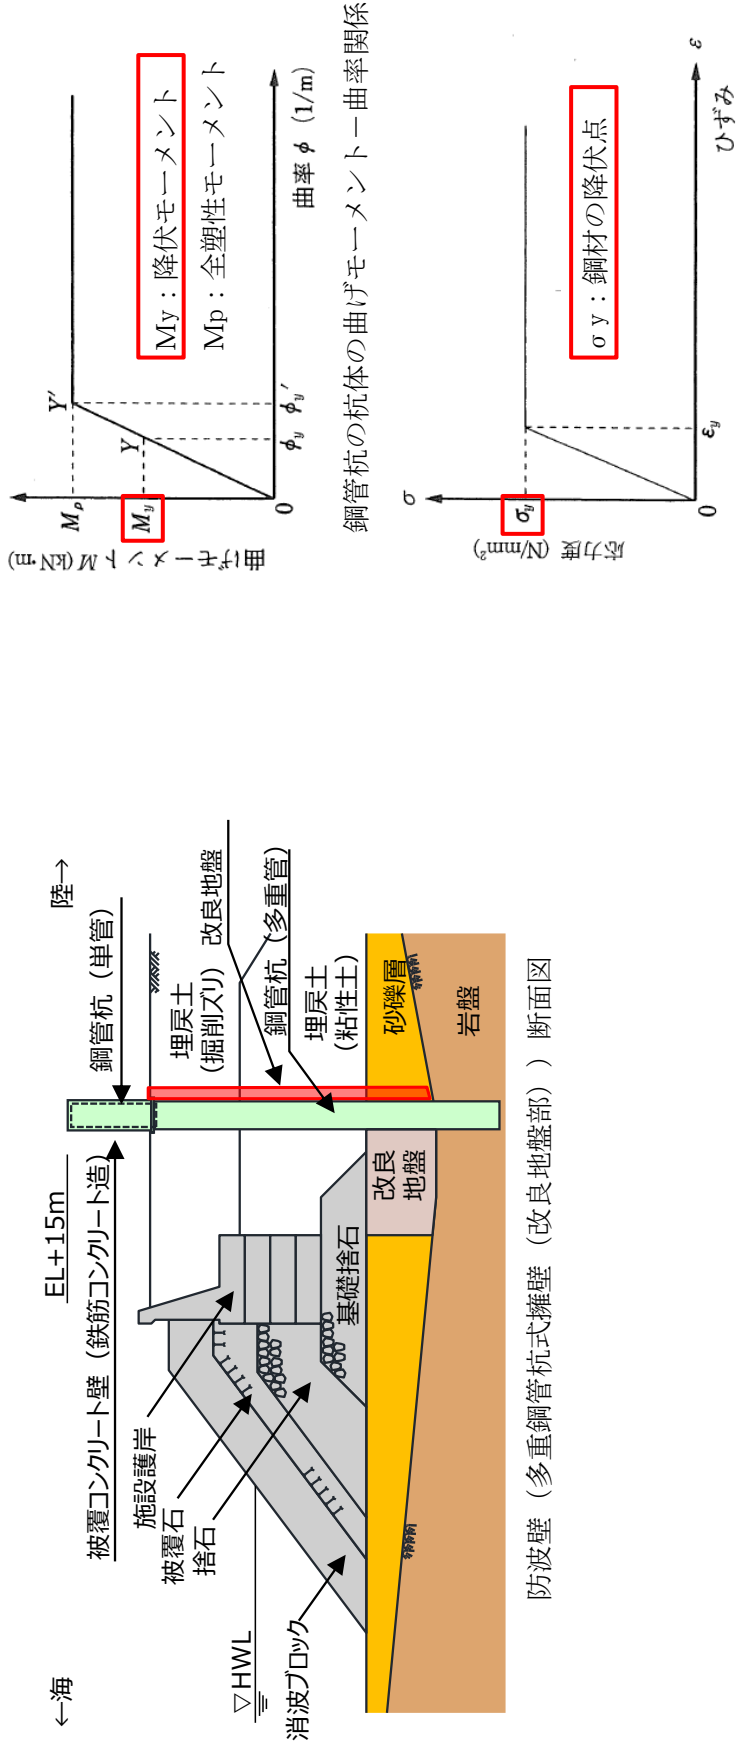 ←海
陸→
EL+15m
鋼管杭（単管）
被覆コンクリート壁（鉄筋コンクリート造）
施設護岸
被覆石
捨石
▽HWL
消波ブロック
埋戻土
（掘削ズリ）
改良地盤
鋼管杭（多重管）
埋戻土
（粘性土）
基礎捨石
改良
地盤
砂礫層
岩盤
防波壁（多重鋼管杭式擁壁（改良地盤部））断面図
曲げモーメント M (kN·m)
Mp
My
Y
Y′
0
φy
φy′
曲率 φ (1/m)
My：降伏モーメント
Mp：全塑性モーメント
鋼管杭の杭体の曲げモーメントー曲率関係
σ
応力度 (N/mm²)
σy
0
εy
ε
ひずみ
σy：鋼材の降伏点